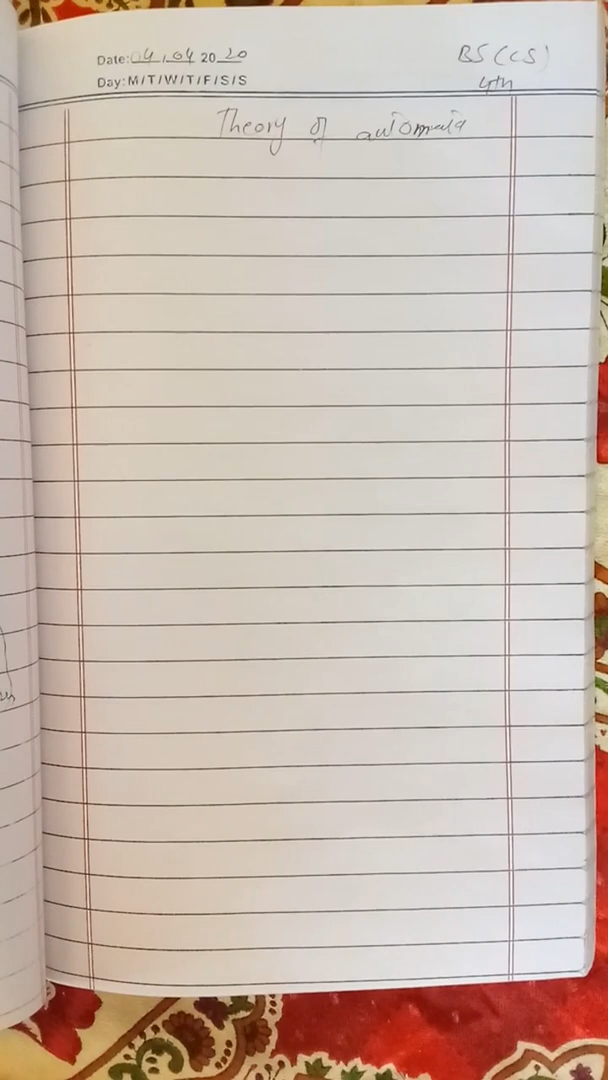 Date: 04, 04 20 20
BS (CS)
Day: M/T/W/T/F/S/S
4th
Theory of automata